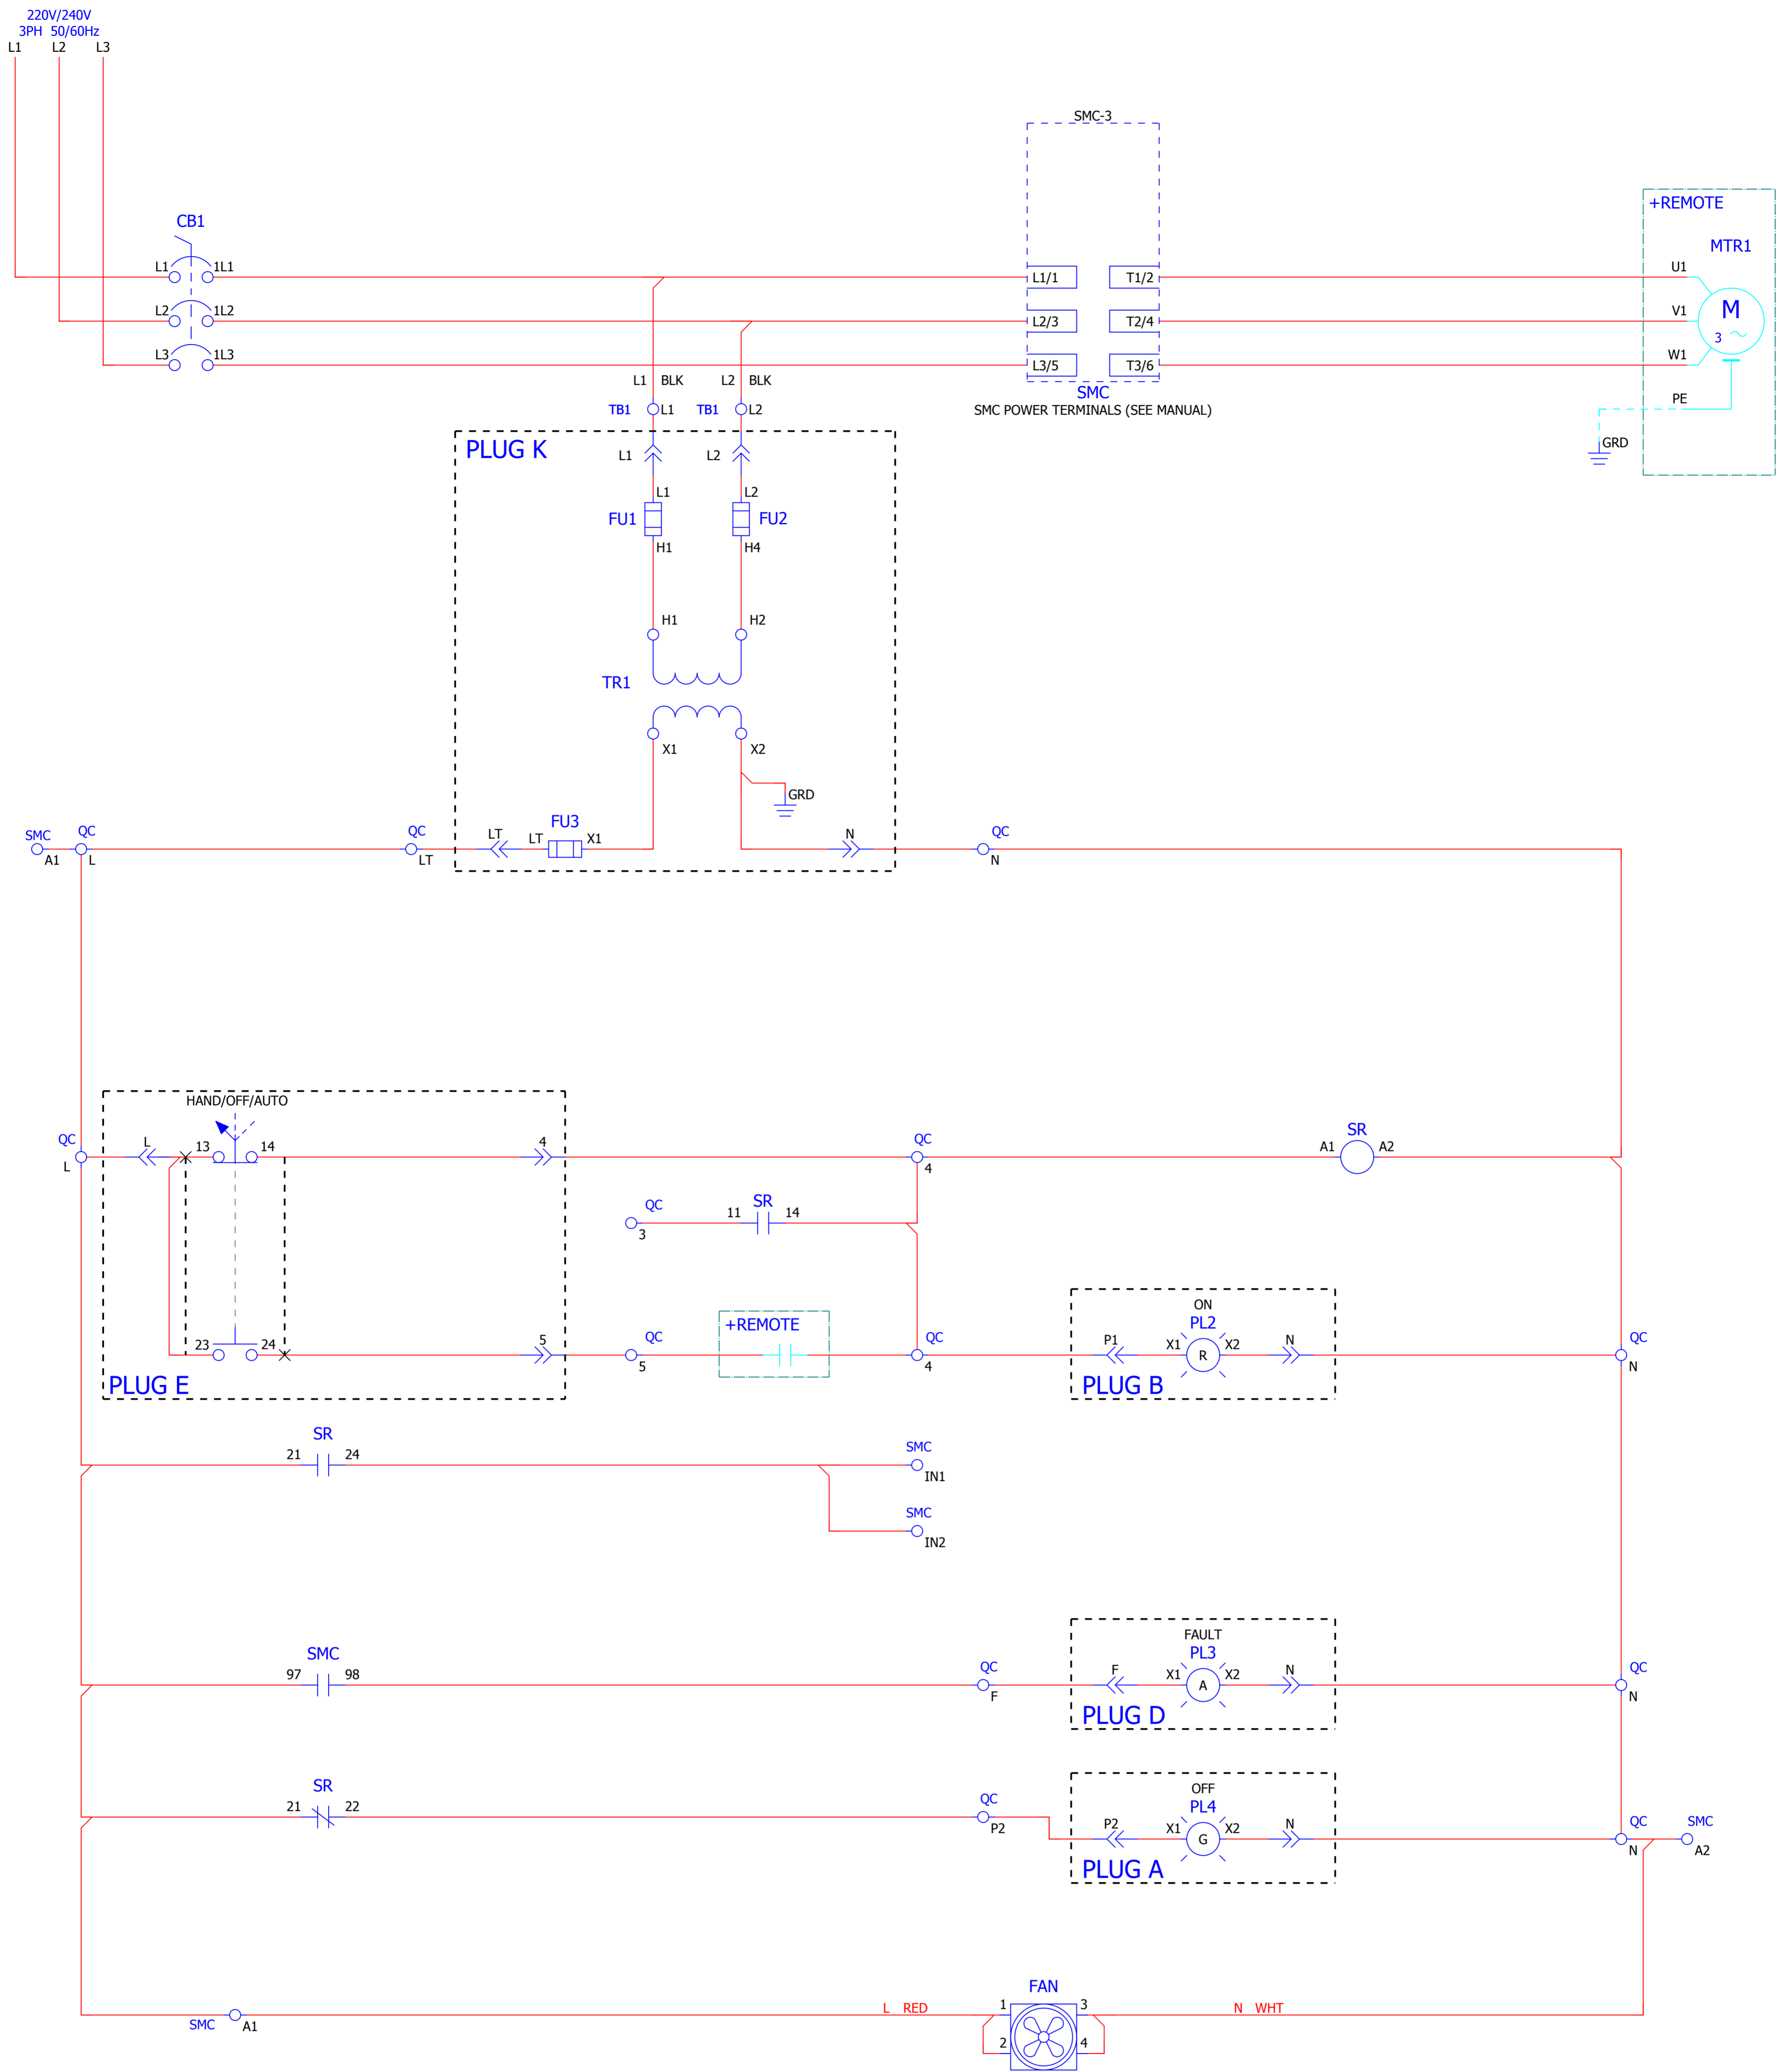 220V/240V
3PH 50/60Hz
L1 L2 L3
SMC-3
+REMOTE
MTR1
CB1
L1 1L1
L1/1 T1/2
U1
L2 1L2
L2/3 T2/4
V1
M
3
L3 1L3
L3/5 T3/6
W1
SMC
SMC POWER TERMINALS (SEE MANUAL)
PE
GRD
L1 BLK L2 BLK
TB1 L1 TB1 L2
PLUG K
L1 L2
L1 L2
FU1 FU2
H1 H4
H1 H2
TR1
X1 X2
GRD
SMC QC QC
A1 L LT
LT LT FU3 X1
N
QC
N
HAND/OFF/AUTO
QC
L
L 13 14 4
QC
4
SR
A1 A2
QC
3
SR
11 14
23 24 5
PLUG E
QC
5
+REMOTE
QC
4
ON
PL2
P1 X1 R X2 N
PLUG B
QC
N
SR
21 24
SMC
IN1
SMC
IN2
SMC
97 98
QC
F
FAULT
PL3
F X1 A X2 N
PLUG D
QC
N
SR
21 22
QC
P2
OFF
PL4
P2 X1 G X2 N
PLUG A
QC
N
SMC
A2
SMC A1
L RED
FAN
1 3
2 4
N WHT